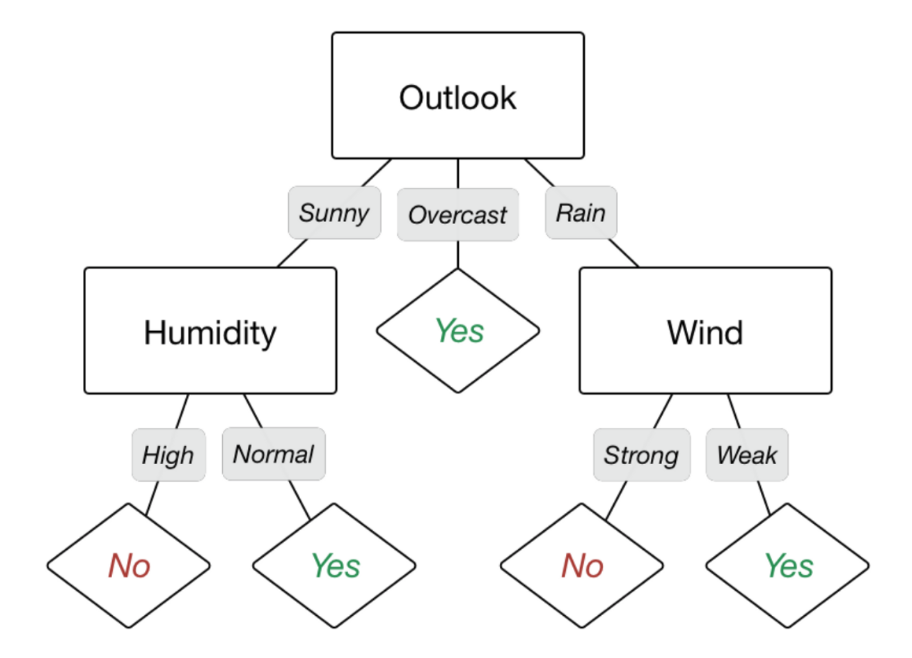 Outlook
Sunny
Overcast
Rain
Humidity
Yes
Wind
High
Normal
Strong
Weak
No
Yes
No
Yes